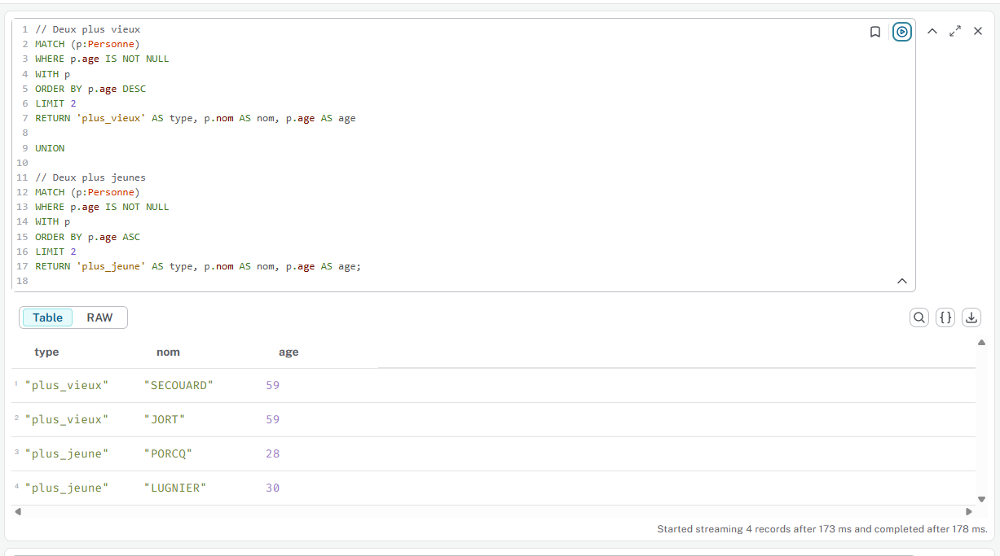 1 // Deux plus vieux
2 MATCH (p:Personne)
3 WHERE p.age IS NOT NULL
4 WITH p
5 ORDER BY p.age DESC
6 LIMIT 2
7 RETURN 'plus_vieux' AS type, p.nom AS nom, p.age AS age
8
9 UNION
10
11 // Deux plus jeunes
12 MATCH (p:Personne)
13 WHERE p.age IS NOT NULL
14 WITH p
15 ORDER BY p.age ASC
16 LIMIT 2
17 RETURN 'plus_jeune' AS type, p.nom AS nom, p.age AS age;
18
Table RAW
type nom age
1 "plus_vieux" "SECOUARD" 59
2 "plus_vieux" "JORT" 59
3 "plus_jeune" "PORCQ" 28
4 "plus_jeune" "LUGNIER" 30
Started streaming 4 records after 173 ms and completed after 178 ms.